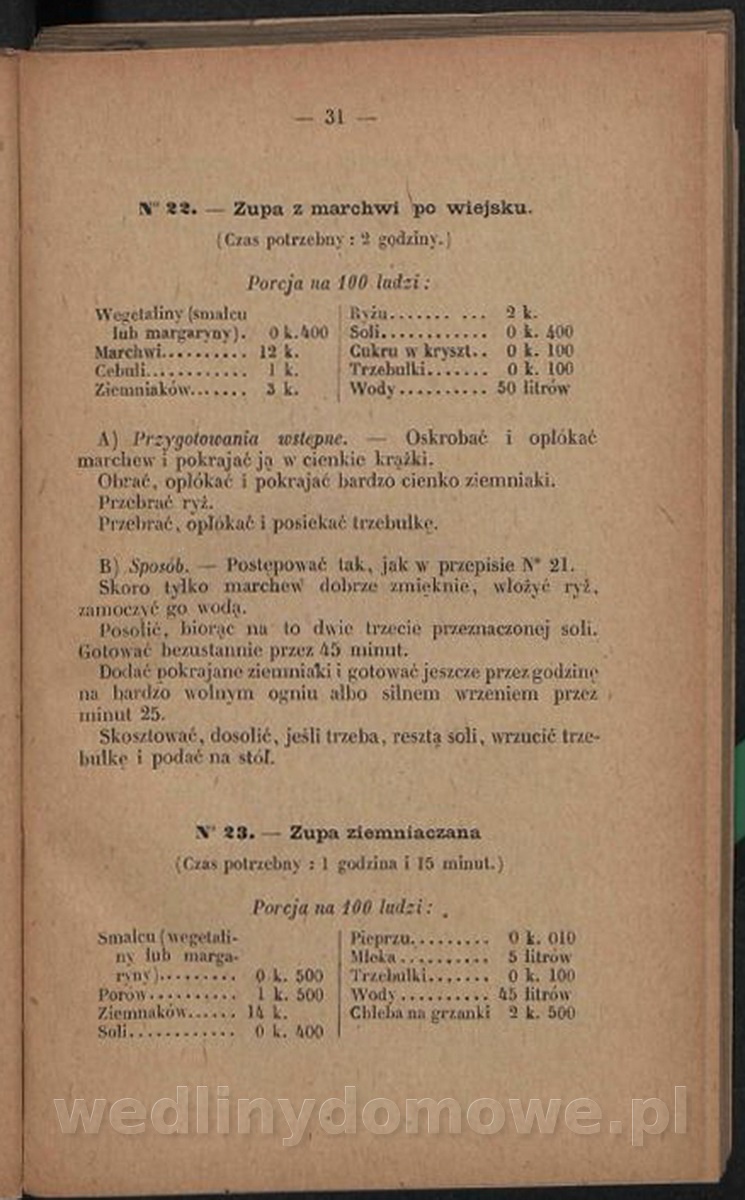 — 31 —
N° 22. — Zupa z marchwi po wiejsku.
(Czas potrzebny : 2 godziny.)
Porcja na 100 ludzi :
Wegetaliny (smalcu
lub margaryny). 0 k. 400
Marchwi.......... 12 k.
Cebuli............ 1 k.
Ziemniaków....... 3 k.
Ryżu....... ... 2 k.
Soli............ 0 k. 400
Cukru w kryszt.. 0 k. 100
Trzebulki....... 0 k. 100
Wody.......... 50 litrów
A) Przygotowania wstępne. — Oskrobać i opłókać
marchew i pokrajać ją w cienkie krążki.
Obrać, opłókać i pokrajać bardzo cienko ziemniaki.
Przebrać ryż.
Przebrać, opłókać i posiekać trzebulkę.
B) Sposób. — Postępować tak, jak w przepisie N° 21.
Skoro tylko marchew dobrze zmięknie, włożyć ryż,
zamoczyć go wodą.
Posolić, biorąc na to dwie trzecie przeznaczonej soli.
Gotować bezustannie przez 45 minut.
Dodać pokrajane ziemniaki i gotować jeszcze przez godzinę
na bardzo wolnym ogniu albo silnem wrzeniem przez
minut 25.
Skosztować, dosolić, jeśli trzeba, resztą soli, wrzucić trze-
bulkę i podać na stół.
N° 23. — Zupa ziemniaczana
(Czas potrzebny : 1 godzina i 15 minut.)
Porcja na 100 ludzi :
Smalcu (wegetali-
ny lub marga-
ryny)......... 0 k. 500
Porów.......... 1 k. 500
Ziemnaków...... 14 k.
Soli............ 0 k. 400
Pieprzu......... 0 k. 010
Mleka.......... 5 litrów
Trzebulki....... 0 k. 100
Wody.......... 45 litrów
Chleba na grzanki 2 k. 500
wedlinydomowe.pl